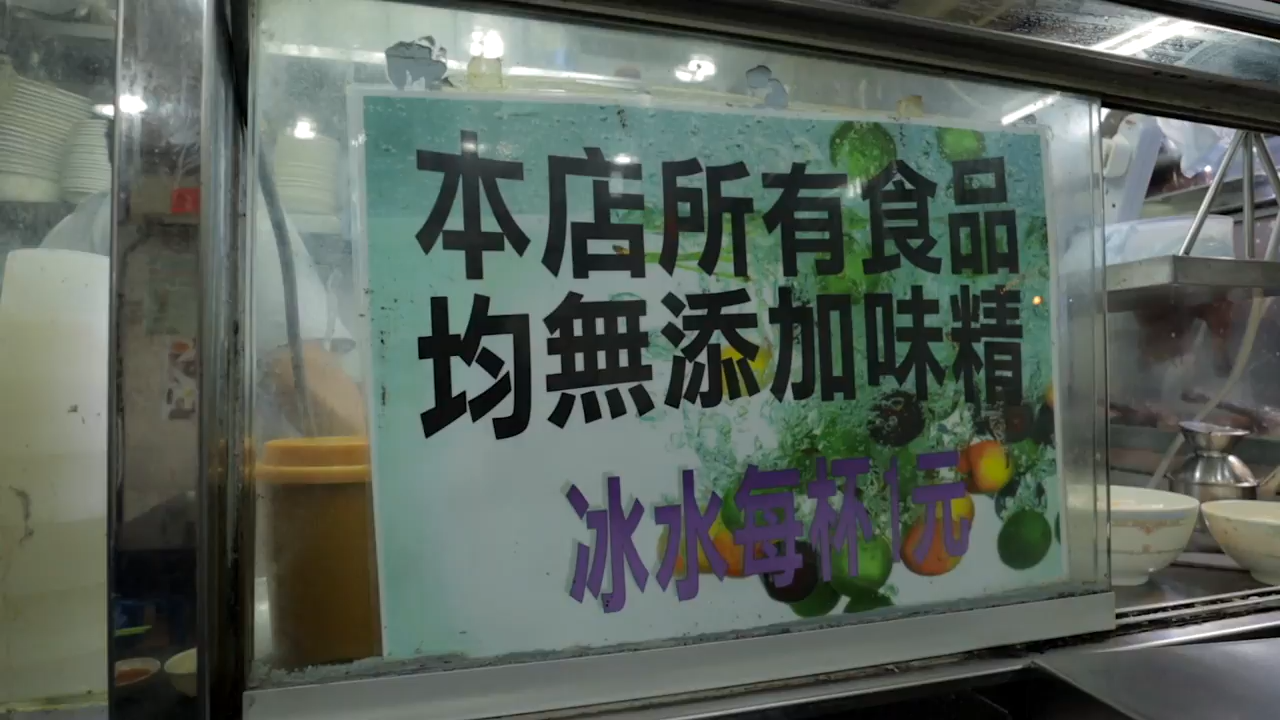 本店所有食品
均無添加味精
冰水每杯1元